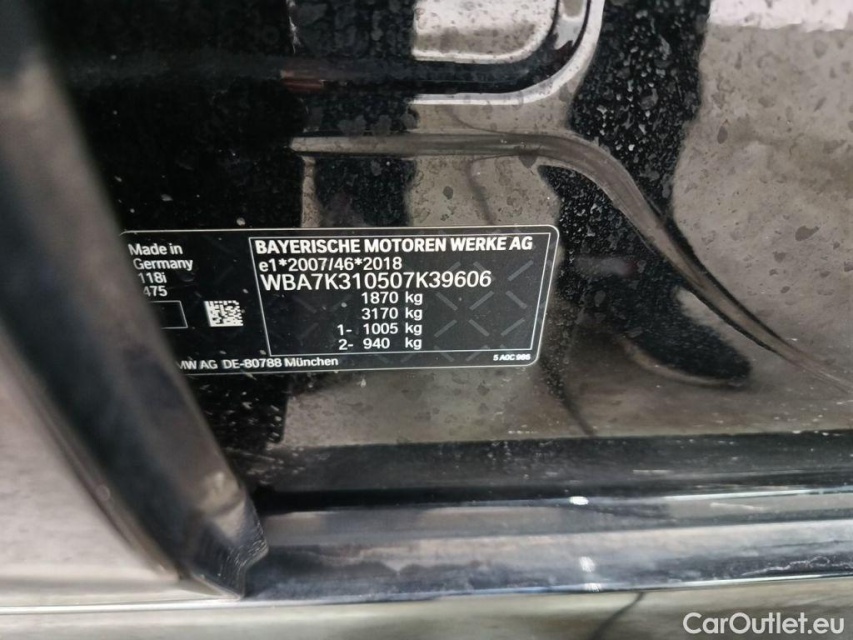 Made in
Germany
118i
475
BAYERISCHE MOTOREN WERKE AG
e1*2007/46*2018
WBA7K310507K39606
1870 kg
3170 kg
1- 1005 kg
2- 940 kg
MW AG DE-80788 München
5 A0C 986
CarOutlet.eu